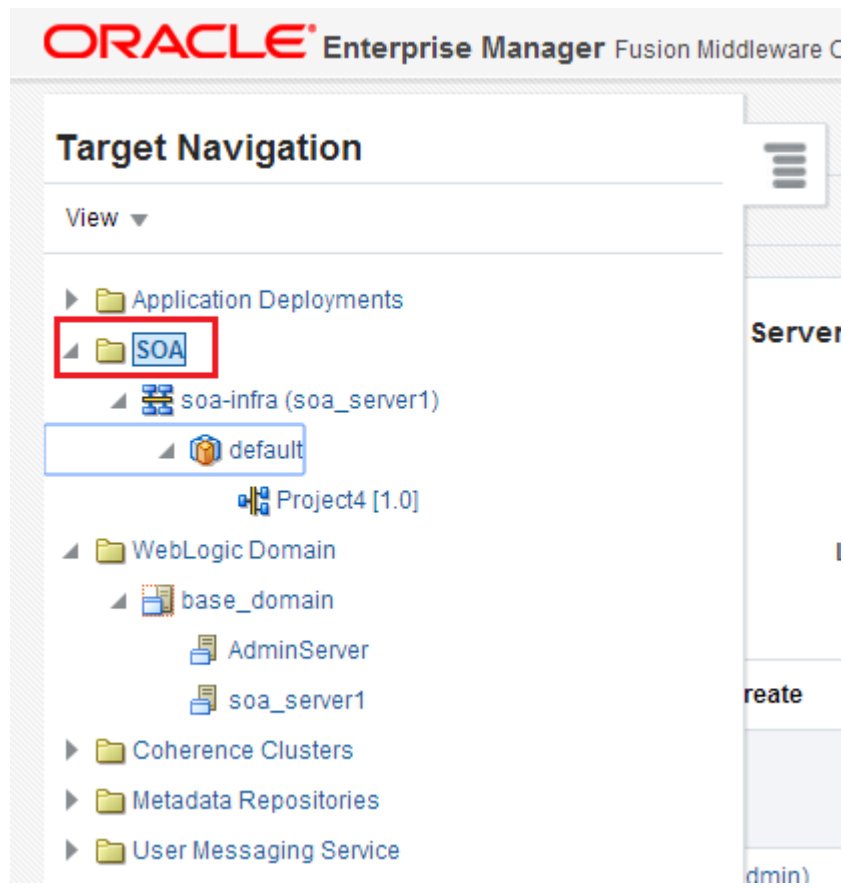 ORACLE Enterprise Manager Fusion Middleware
Target Navigation
View
Application Deployments
SOA
soa-infra (soa_server1)
default
Project4 [1.0]
WebLogic Domain
base_domain
AdminServer
soa_server1
Coherence Clusters
Metadata Repositories
User Messaging Service
Server
reate
dmin)